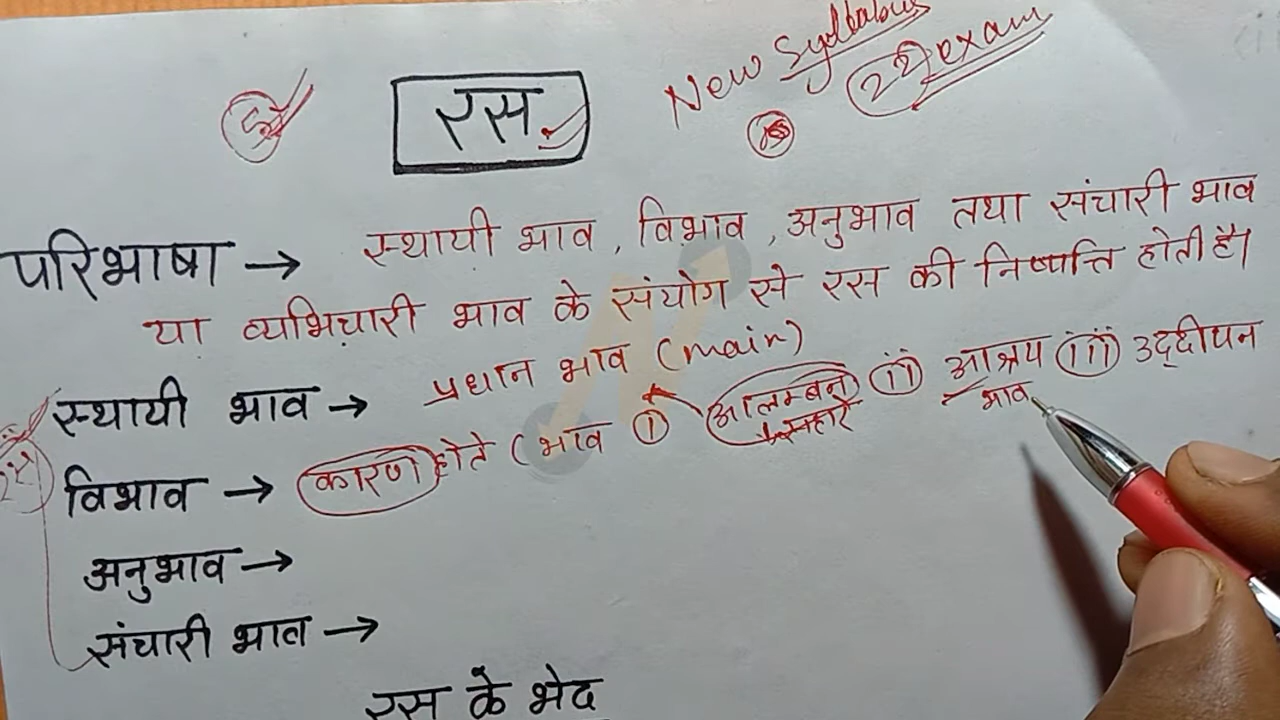 New Syllabus
exam
रस
परिभाषा → स्थायी भाव, विभाव, अनुभाव तथा संचारी भाव
या व्यभिचारी भाव के संयोग से रस की निष्पत्ति होती है।
स्थायी भाव → प्रधान भाव (main)
विभाव → कारण होते (भाव ① आलम्बन ii आश्रय iii उद्दीपन
सहारे भाव
अनुभाव →
संचारी भाव →
रस के भेद